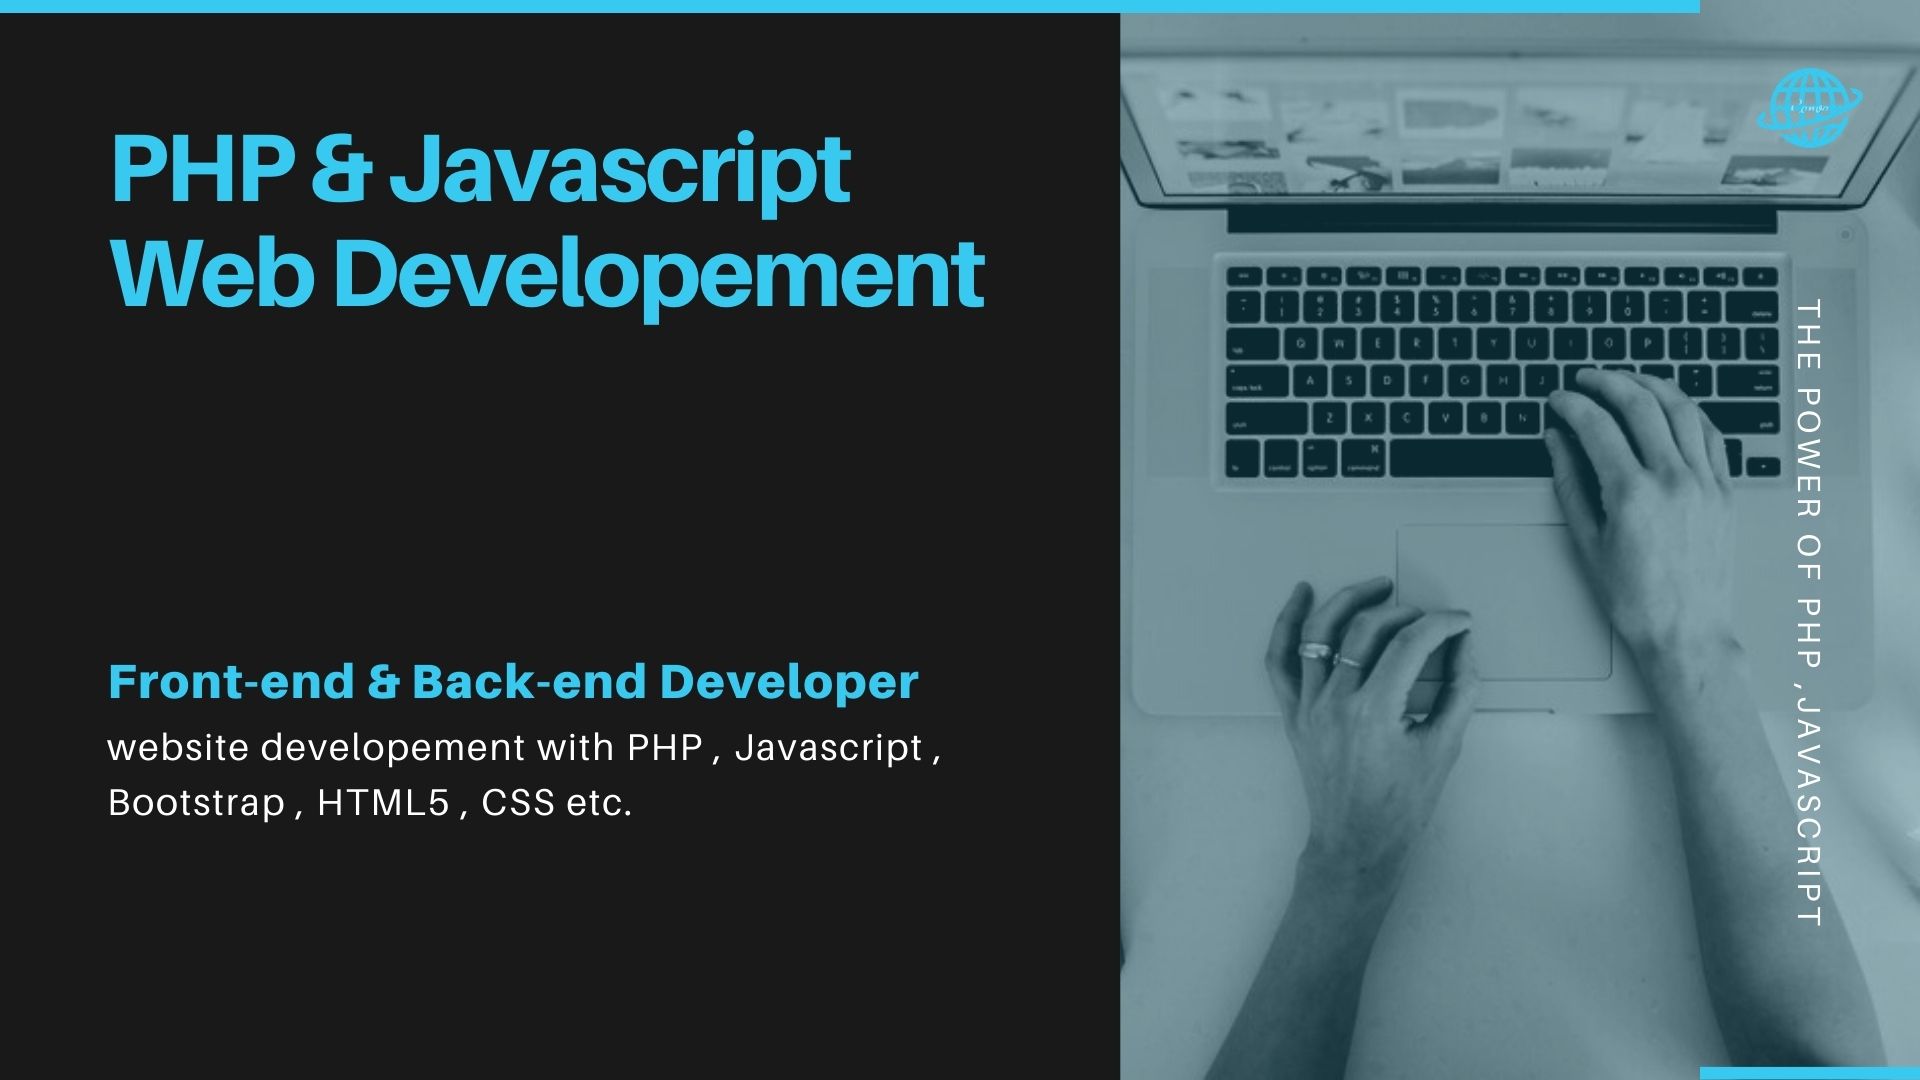 PHP & Javascript
Web Developement
Front-end & Back-end Developer
website developement with PHP , Javascript ,
Bootstrap , HTML5 , CSS etc.
THE POWER OF PHP ,JAVASCRIPT